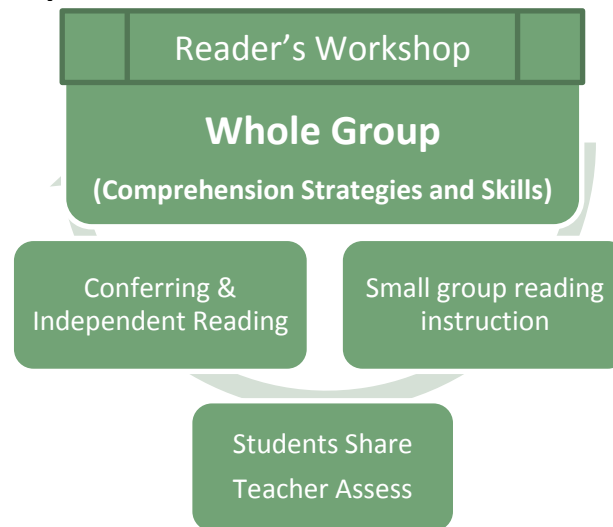 Reader’s Workshop
Whole Group
(Comprehension Strategies and Skills)
Conferring &
Independent Reading
Small group reading
instruction
Students Share
Teacher Assess